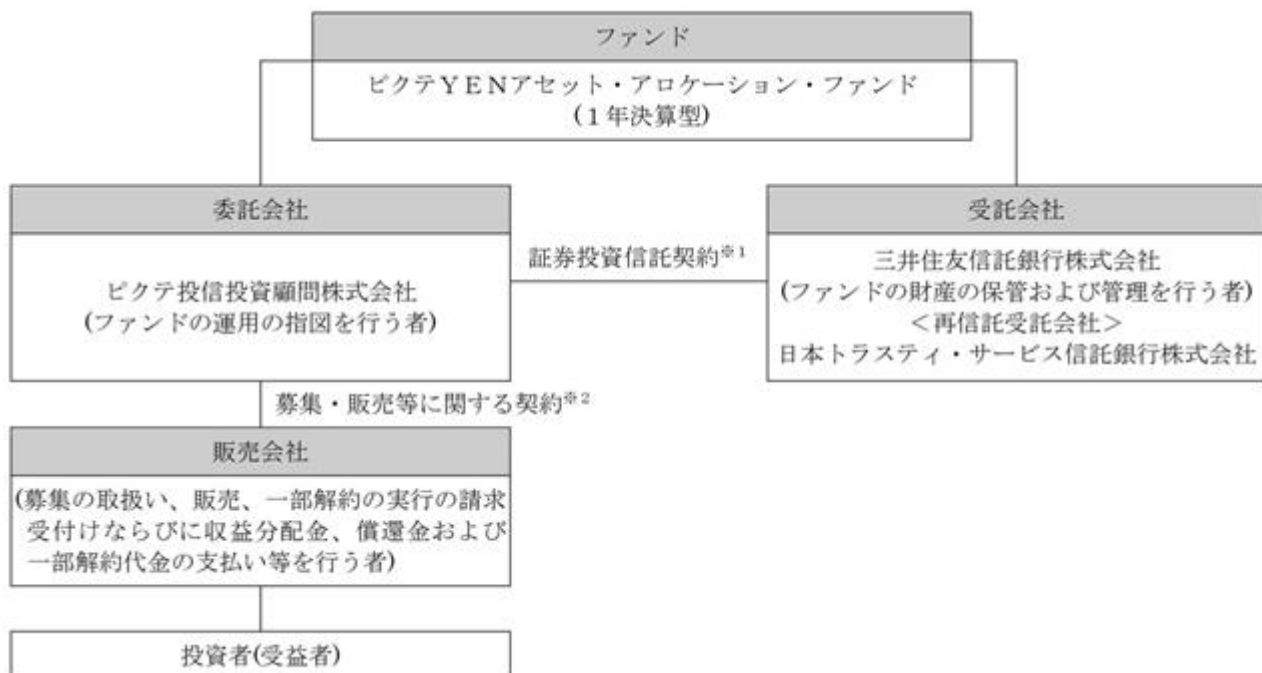 ファンド
ピクテYENアセット・アロケーション・ファンド
(1年決算型)
委託会社
ピクテ投信投資顧問株式会社
(ファンドの運用の指図を行う者)
証券投資信託契約※1
受託会社
三井住友信託銀行株式会社
(ファンドの財産の保管および管理を行う者)
＜再信託受託会社＞
日本トラスティ・サービス信託銀行株式会社
募集・販売等に関する契約※2
販売会社
(募集の取扱い、販売、一部解約の実行の請求
受付けならびに収益分配金、償還金および
一部解約代金の支払い等を行う者)
投資者(受益者)